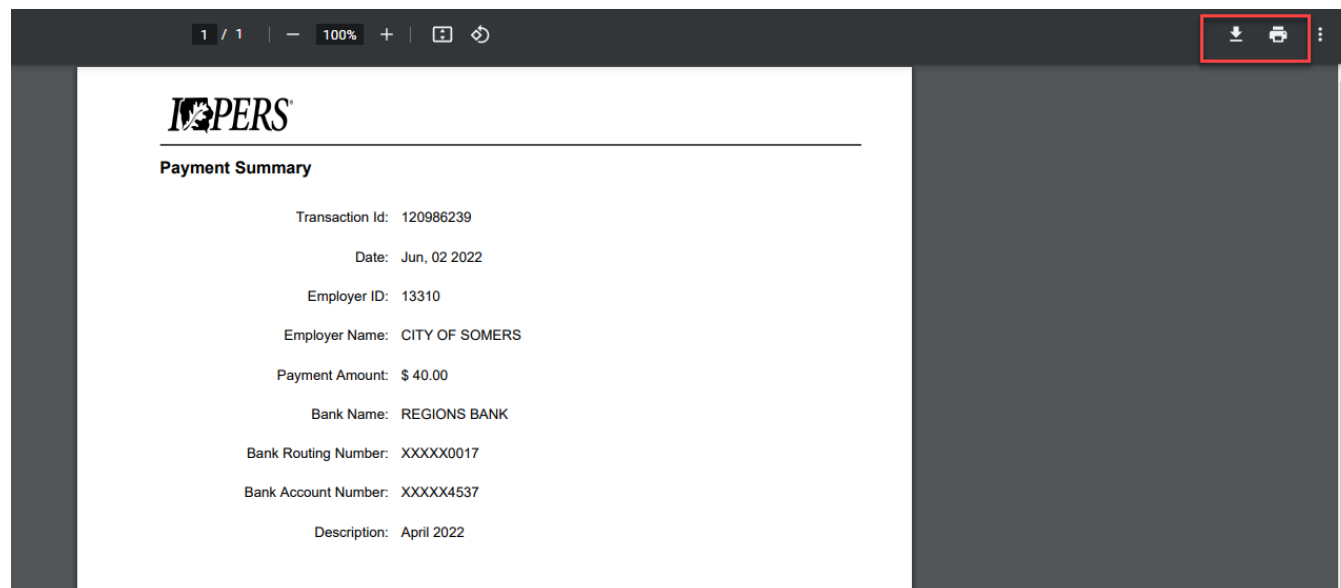 1 / 1 100%
IPERS
Payment Summary
Transaction Id: 120986239
Date: Jun, 02 2022
Employer ID: 13310
Employer Name: CITY OF SOMERS
Payment Amount: $ 40.00
Bank Name: REGIONS BANK
Bank Routing Number: XXXXX0017
Bank Account Number: XXXXX4537
Description: April 2022